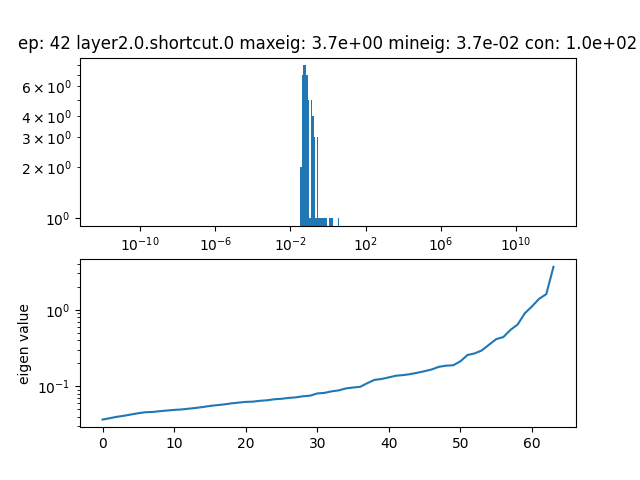 ep: 42 layer2.0.shortcut.0 maxeig: 3.7e+00 mineig: 3.7e-02 con: 1.0e+02
6 × 10⁰
4 × 10⁰
3 × 10⁰
2 × 10⁰
10⁰
10⁻¹⁰ 10⁻⁶ 10⁻² 10² 10⁶ 10¹⁰
eigen value
10⁰
10⁻¹
0 10 20 30 40 50 60